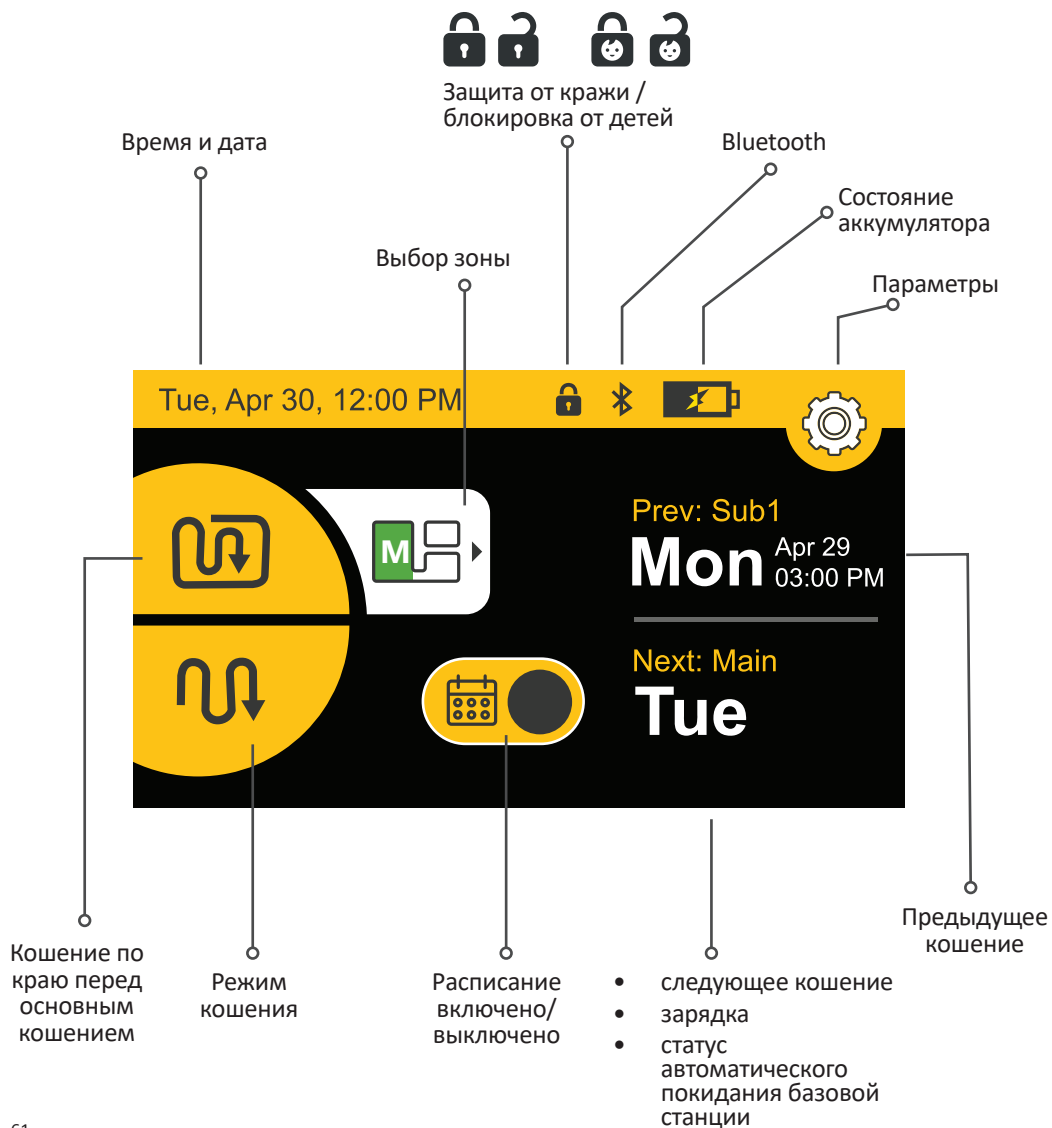 Защита от кражи /
блокировка от детей
Время и дата
Bluetooth
Состояние
аккумулятора
Выбор зоны
Параметры
Tue, Apr 30, 12:00 PM
M
Prev: Sub1
Mon
Apr 29
03:00 PM
Next: Main
Tue
Предыдущее
кошение
Кошение по
краю перед
основным
кошением
Режим
кошения
Расписание
включено/
выключено
• следующее кошение
• зарядка
• статус
автоматического
покидания базовой
станции